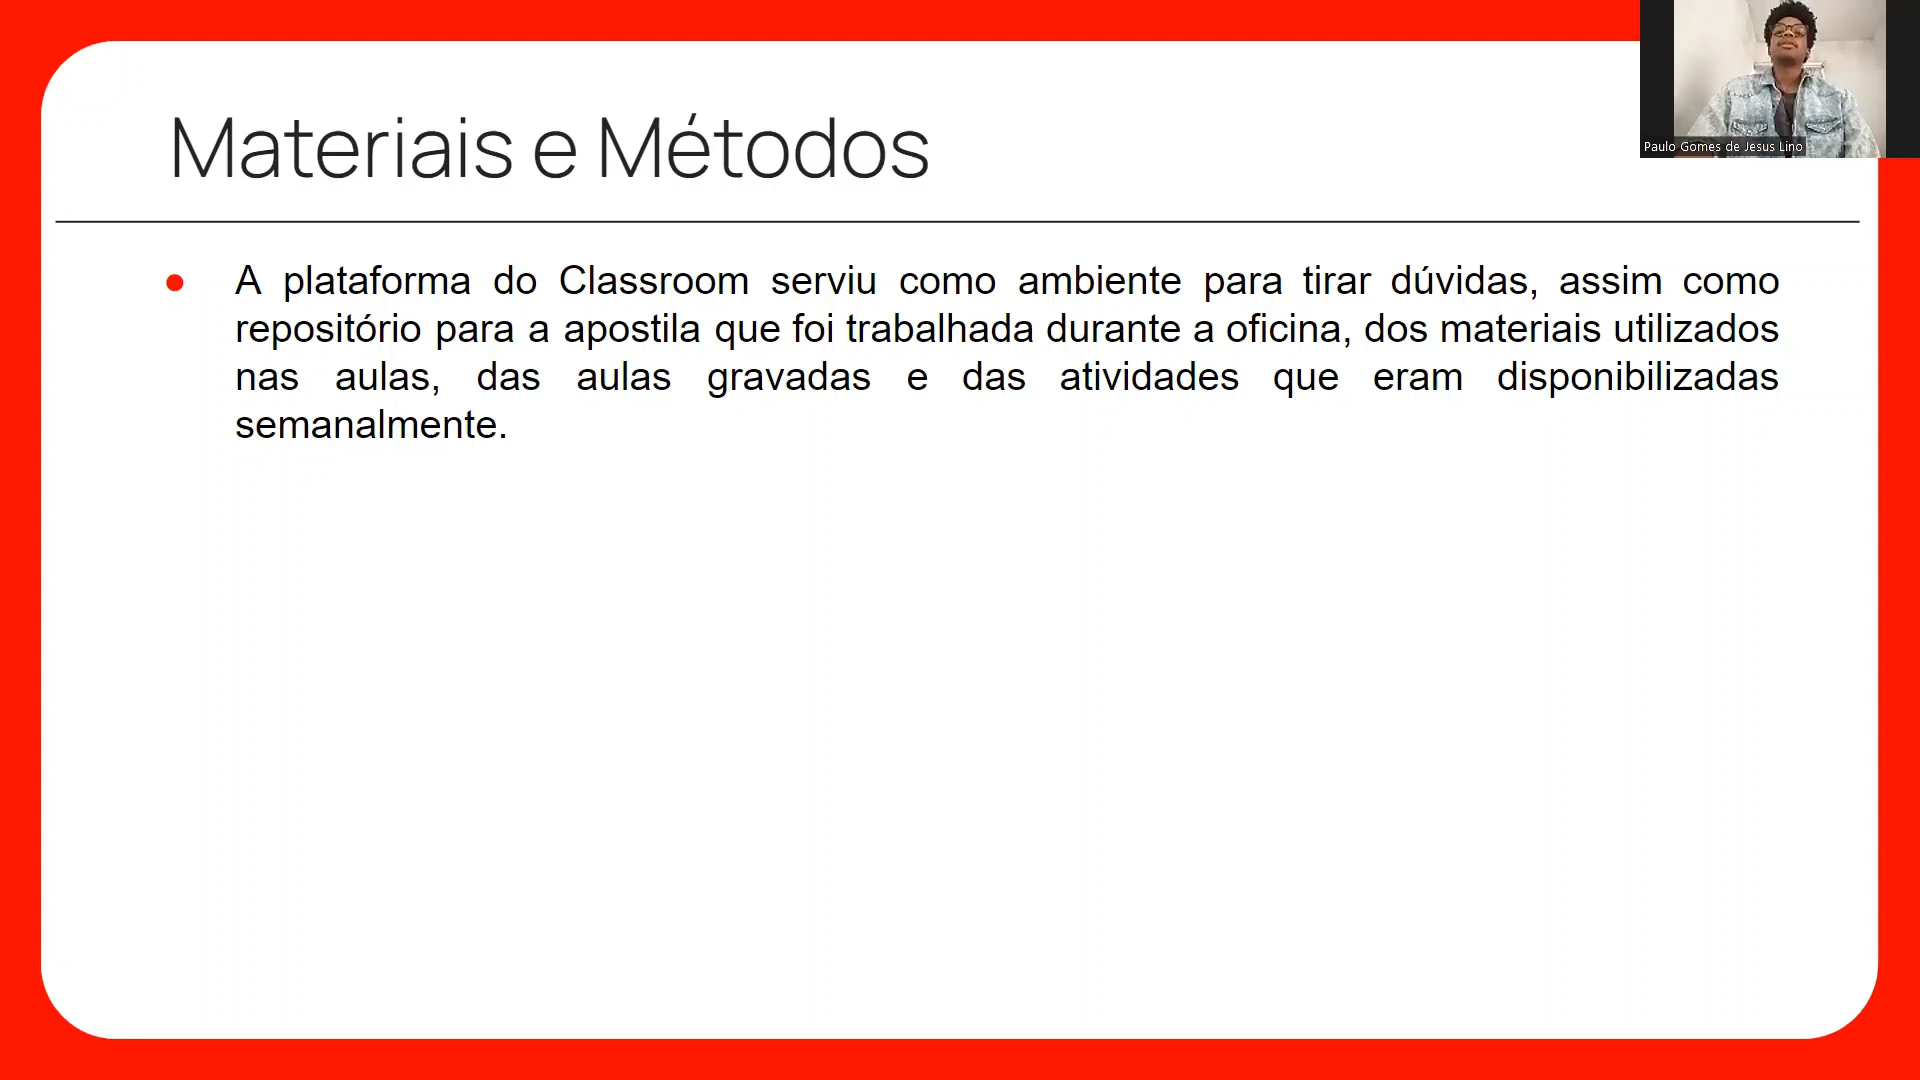 Materiais e Métodos
Paulo Gomes de Jesus Lino
● A plataforma do Classroom serviu como ambiente para tirar dúvidas, assim como
repositório para a apostila que foi trabalhada durante a oficina, dos materiais utilizados
nas aulas, das aulas gravadas e das atividades que eram disponibilizadas
semanalmente.